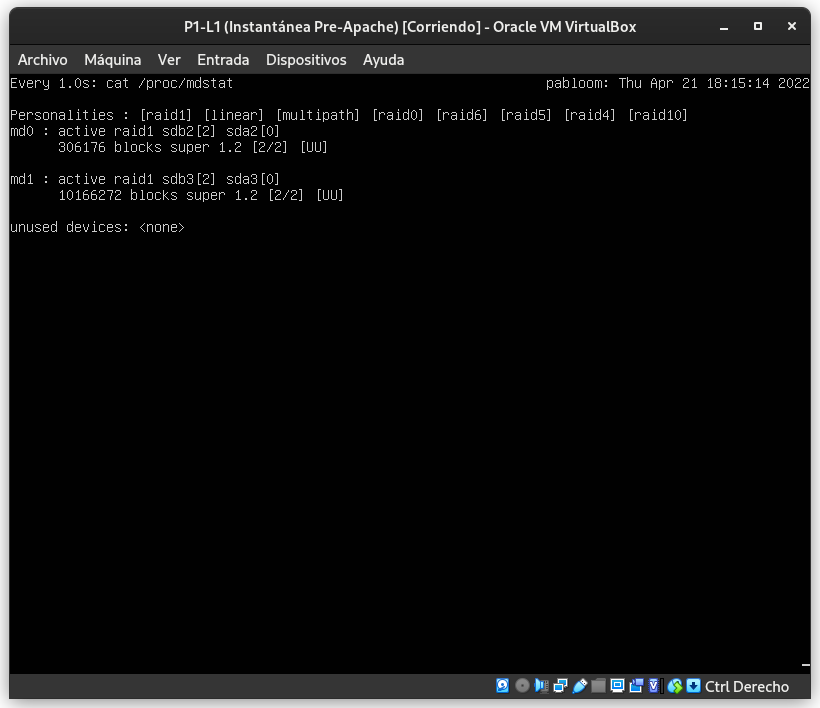 P1-L1 (Instantánea Pre-Apache) [Corriendo] - Oracle VM VirtualBox
Archivo Máquina Ver Entrada Dispositivos Ayuda
Every 1.0s: cat /proc/mdstat pabloom: Thu Apr 21 18:15:14 2022
Personalities : [raid1] [linear] [multipath] [raid0] [raid6] [raid5] [raid4] [raid10]
md0 : active raid1 sdb2[2] sda2[0]
306176 blocks super 1.2 [2/2] [UU]
md1 : active raid1 sdb3[2] sda3[0]
10166272 blocks super 1.2 [2/2] [UU]
unused devices: <none>
Ctrl Derecho